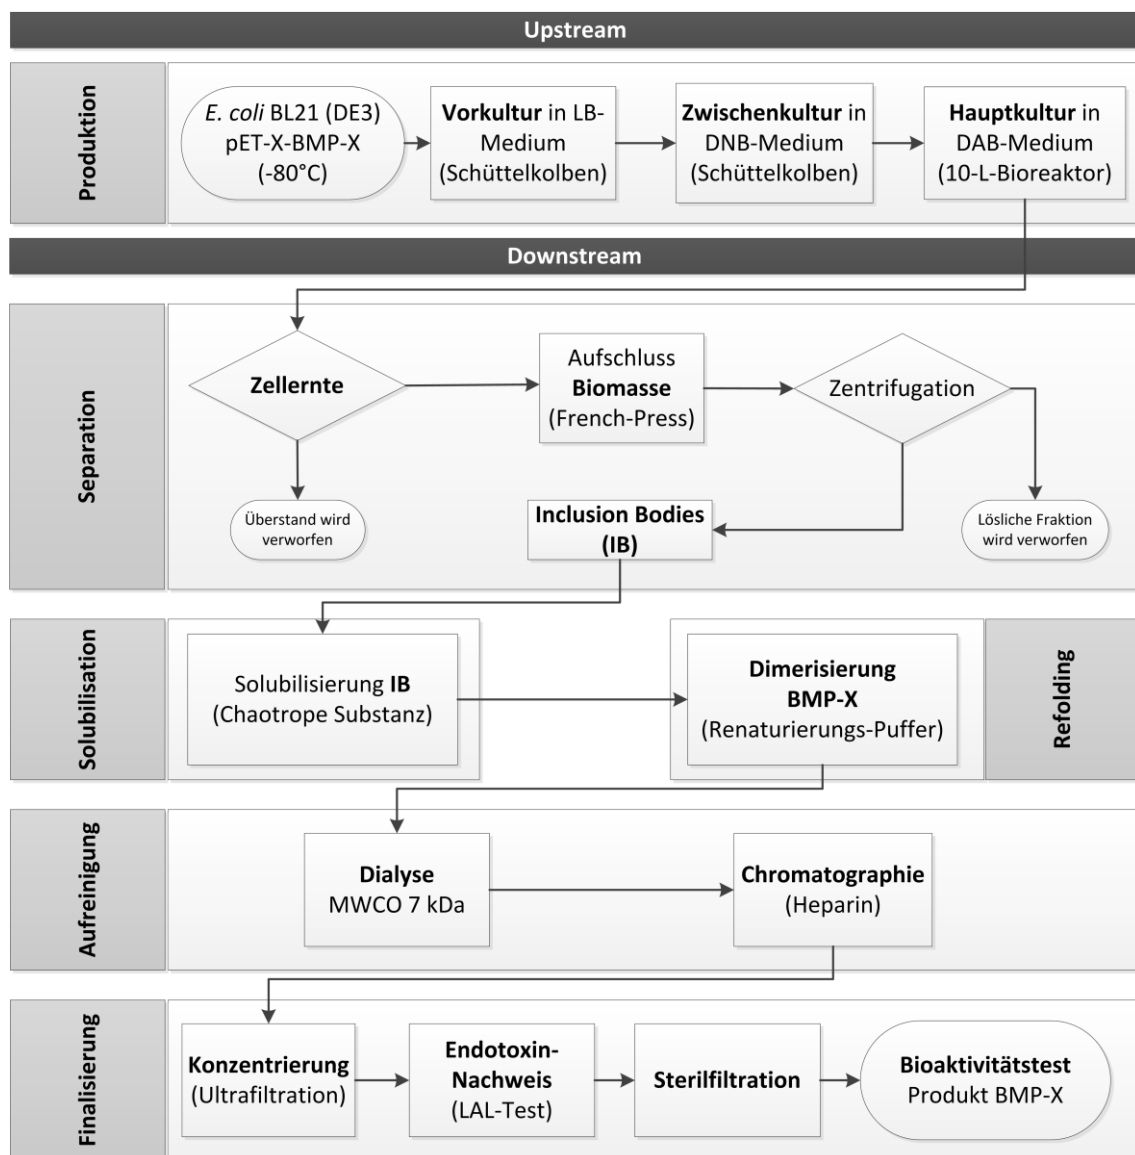 Upstream
Produktion
E. coli BL21 (DE3)
pET-X-BMP-X
(-80°C)
Vorkultur in LB-
Medium
(Schüttelkolben)
Zwischenkultur in
DNB-Medium
(Schüttelkolben)
Hauptkultur in
DAB-Medium
(10-L-Bioreaktor)
Downstream
Separation
Zellernte
Aufschluss
Biomasse
(French-Press)
Zentrifugation
Überstand wird
verworfen
Inclusion Bodies
(IB)
Lösliche Fraktion
wird verworfen
Solubilisation
Solubilisierung IB
(Chaotrope Substanz)
Dimerisierung
BMP-X
(Renaturierungs-Puffer)
Refolding
Aufreinigung
Dialyse
MWCO 7 kDa
Chromatographie
(Heparin)
Finalisierung
Konzentrierung
(Ultrafiltration)
Endotoxin-
Nachweis
(LAL-Test)
Sterilfiltration
Bioaktivitätstest
Produkt BMP-X